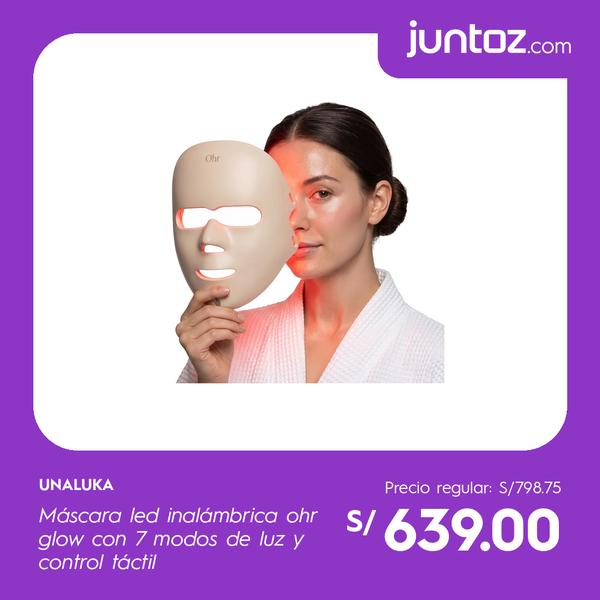 juntoz.com
Ohr
UNALUKA
Máscara led inalámbrica ohr
glow con 7 modos de luz y
control táctil
Precio regular: S/798.75
S/ 639.00